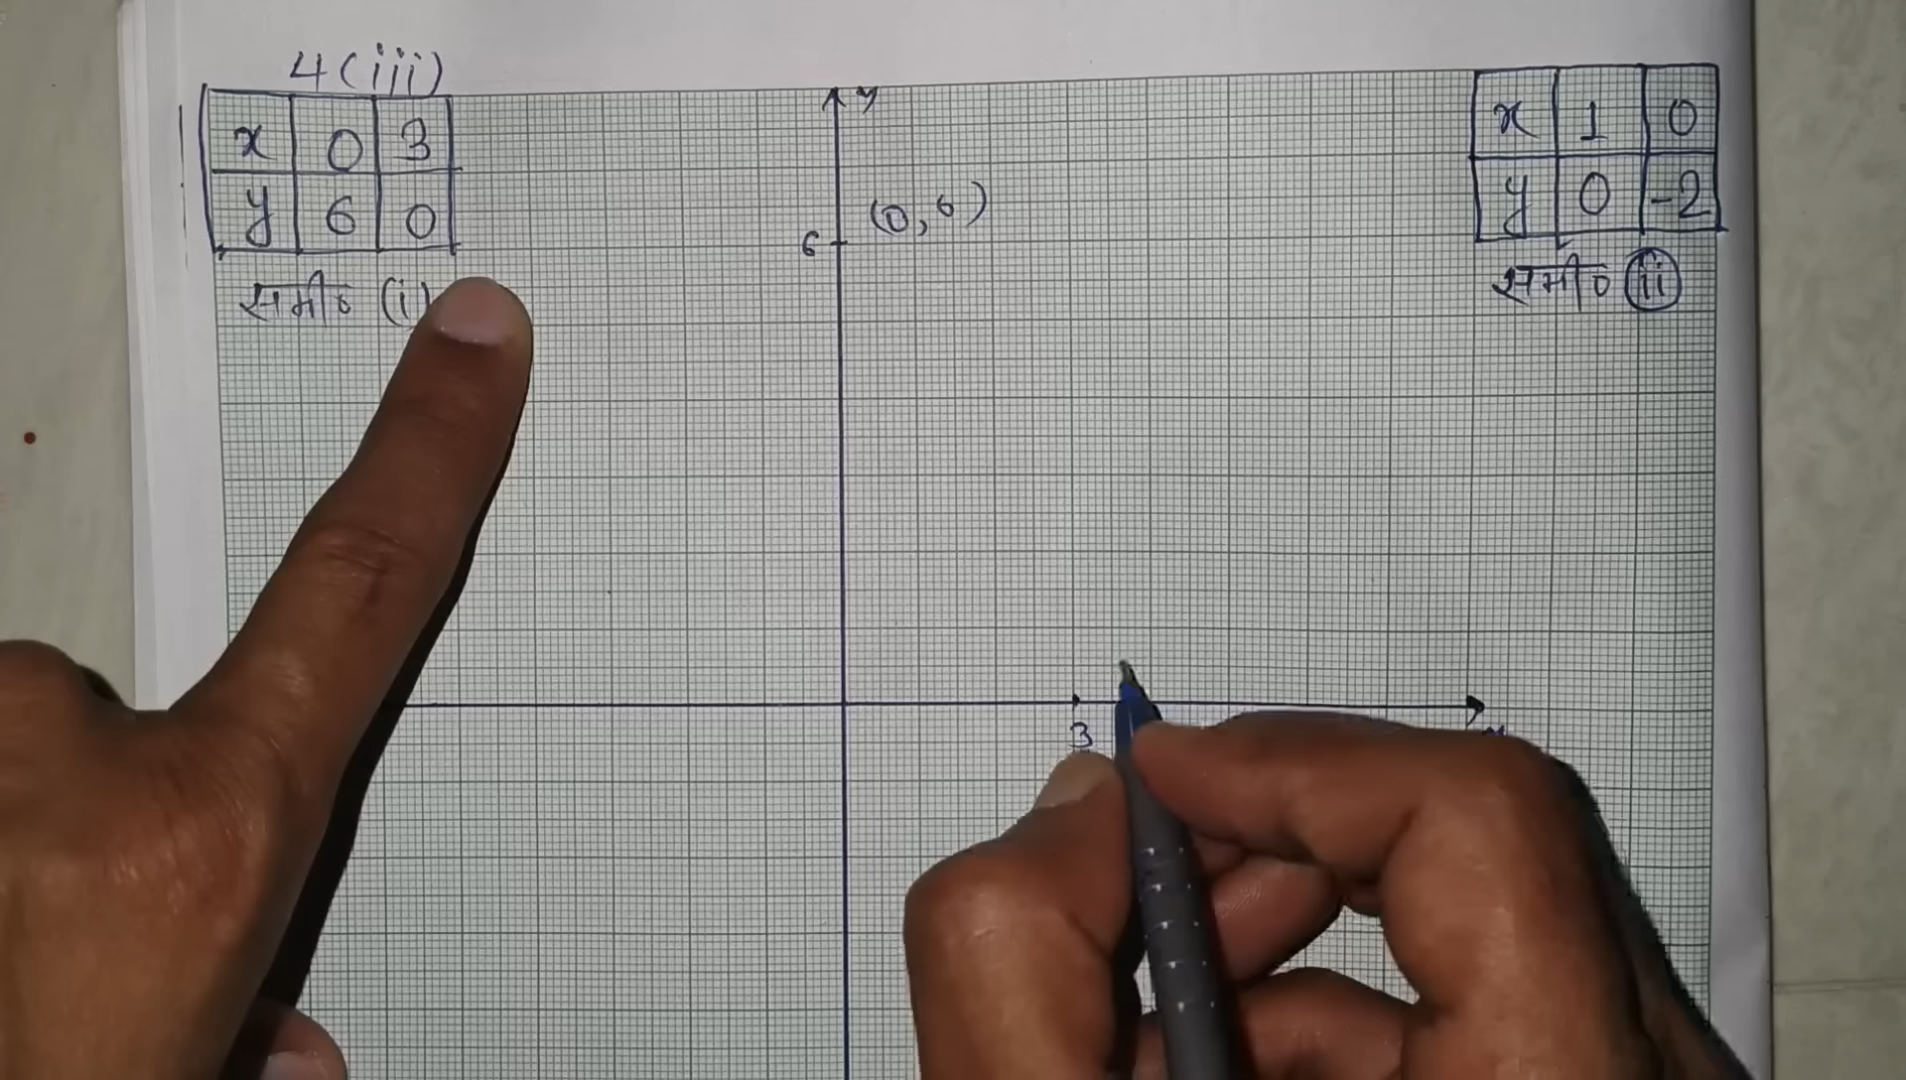 4(iii)
x 0 3
y 6 0
समी० (i)
y
(0,6)
6
3
x 1 0
y 0 -2
समी० (ii)